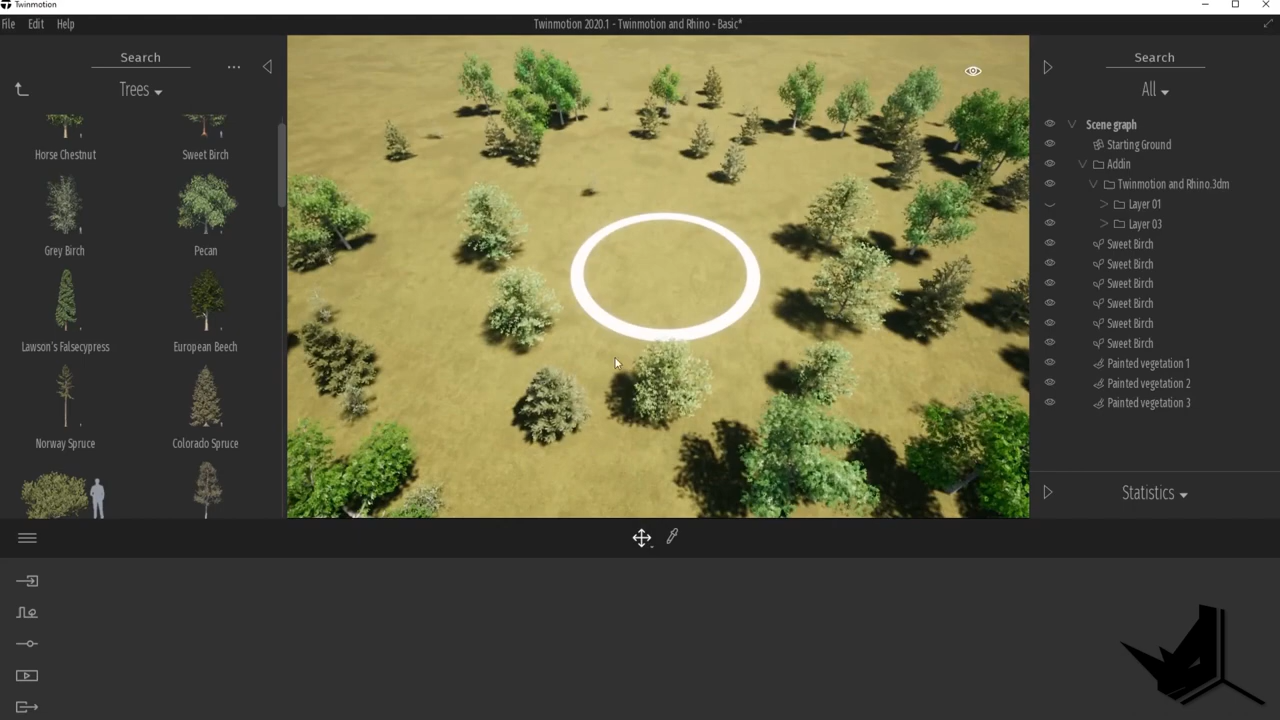 Twinmotion
File Edit Help
Twinmotion 2020.1 - Twinmotion and Rhino - Basic*
Search
...
Trees
Horse Chestnut
Sweet Birch
Grey Birch
Pecan
Lawson's Falsecypress
European Beech
Norway Spruce
Colorado Spruce
Search
All
Scene graph
Starting Ground
Addin
Twinmotion and Rhino.3dm
Layer 01
Layer 03
Sweet Birch
Sweet Birch
Sweet Birch
Sweet Birch
Sweet Birch
Sweet Birch
Painted vegetation 1
Painted vegetation 2
Painted vegetation 3
Statistics